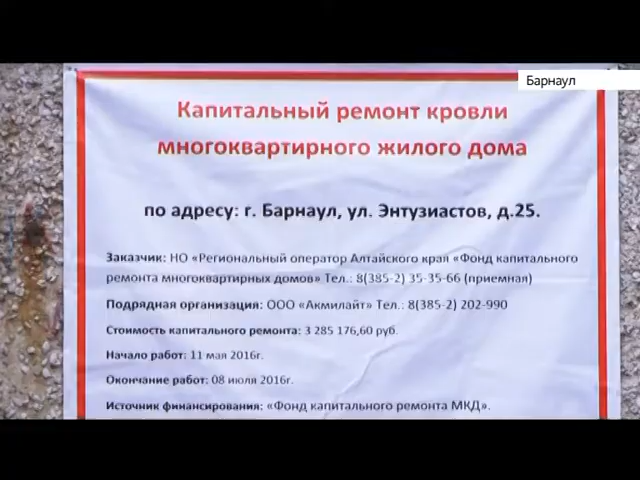 Барнаул
Капитальный ремонт кровли
многоквартирного жилого дома
по адресу: г. Барнаул, ул. Энтузиастов, д.25.
Заказчик: НО «Региональный оператор Алтайского края «Фонд капитального
ремонта многоквартирных домов» Тел.: 8(385-2) 35-35-66 (приемная)
Подрядная организация: ООО «Акмилайт» Тел.: 8(385-2) 202-990
Стоимость капитального ремонта: 3 285 176,60 руб.
Начало работ: 11 мая 2016г.
Окончание работ: 08 июля 2016г.
Источник финансирования: «Фонд капитального ремонта МКД».